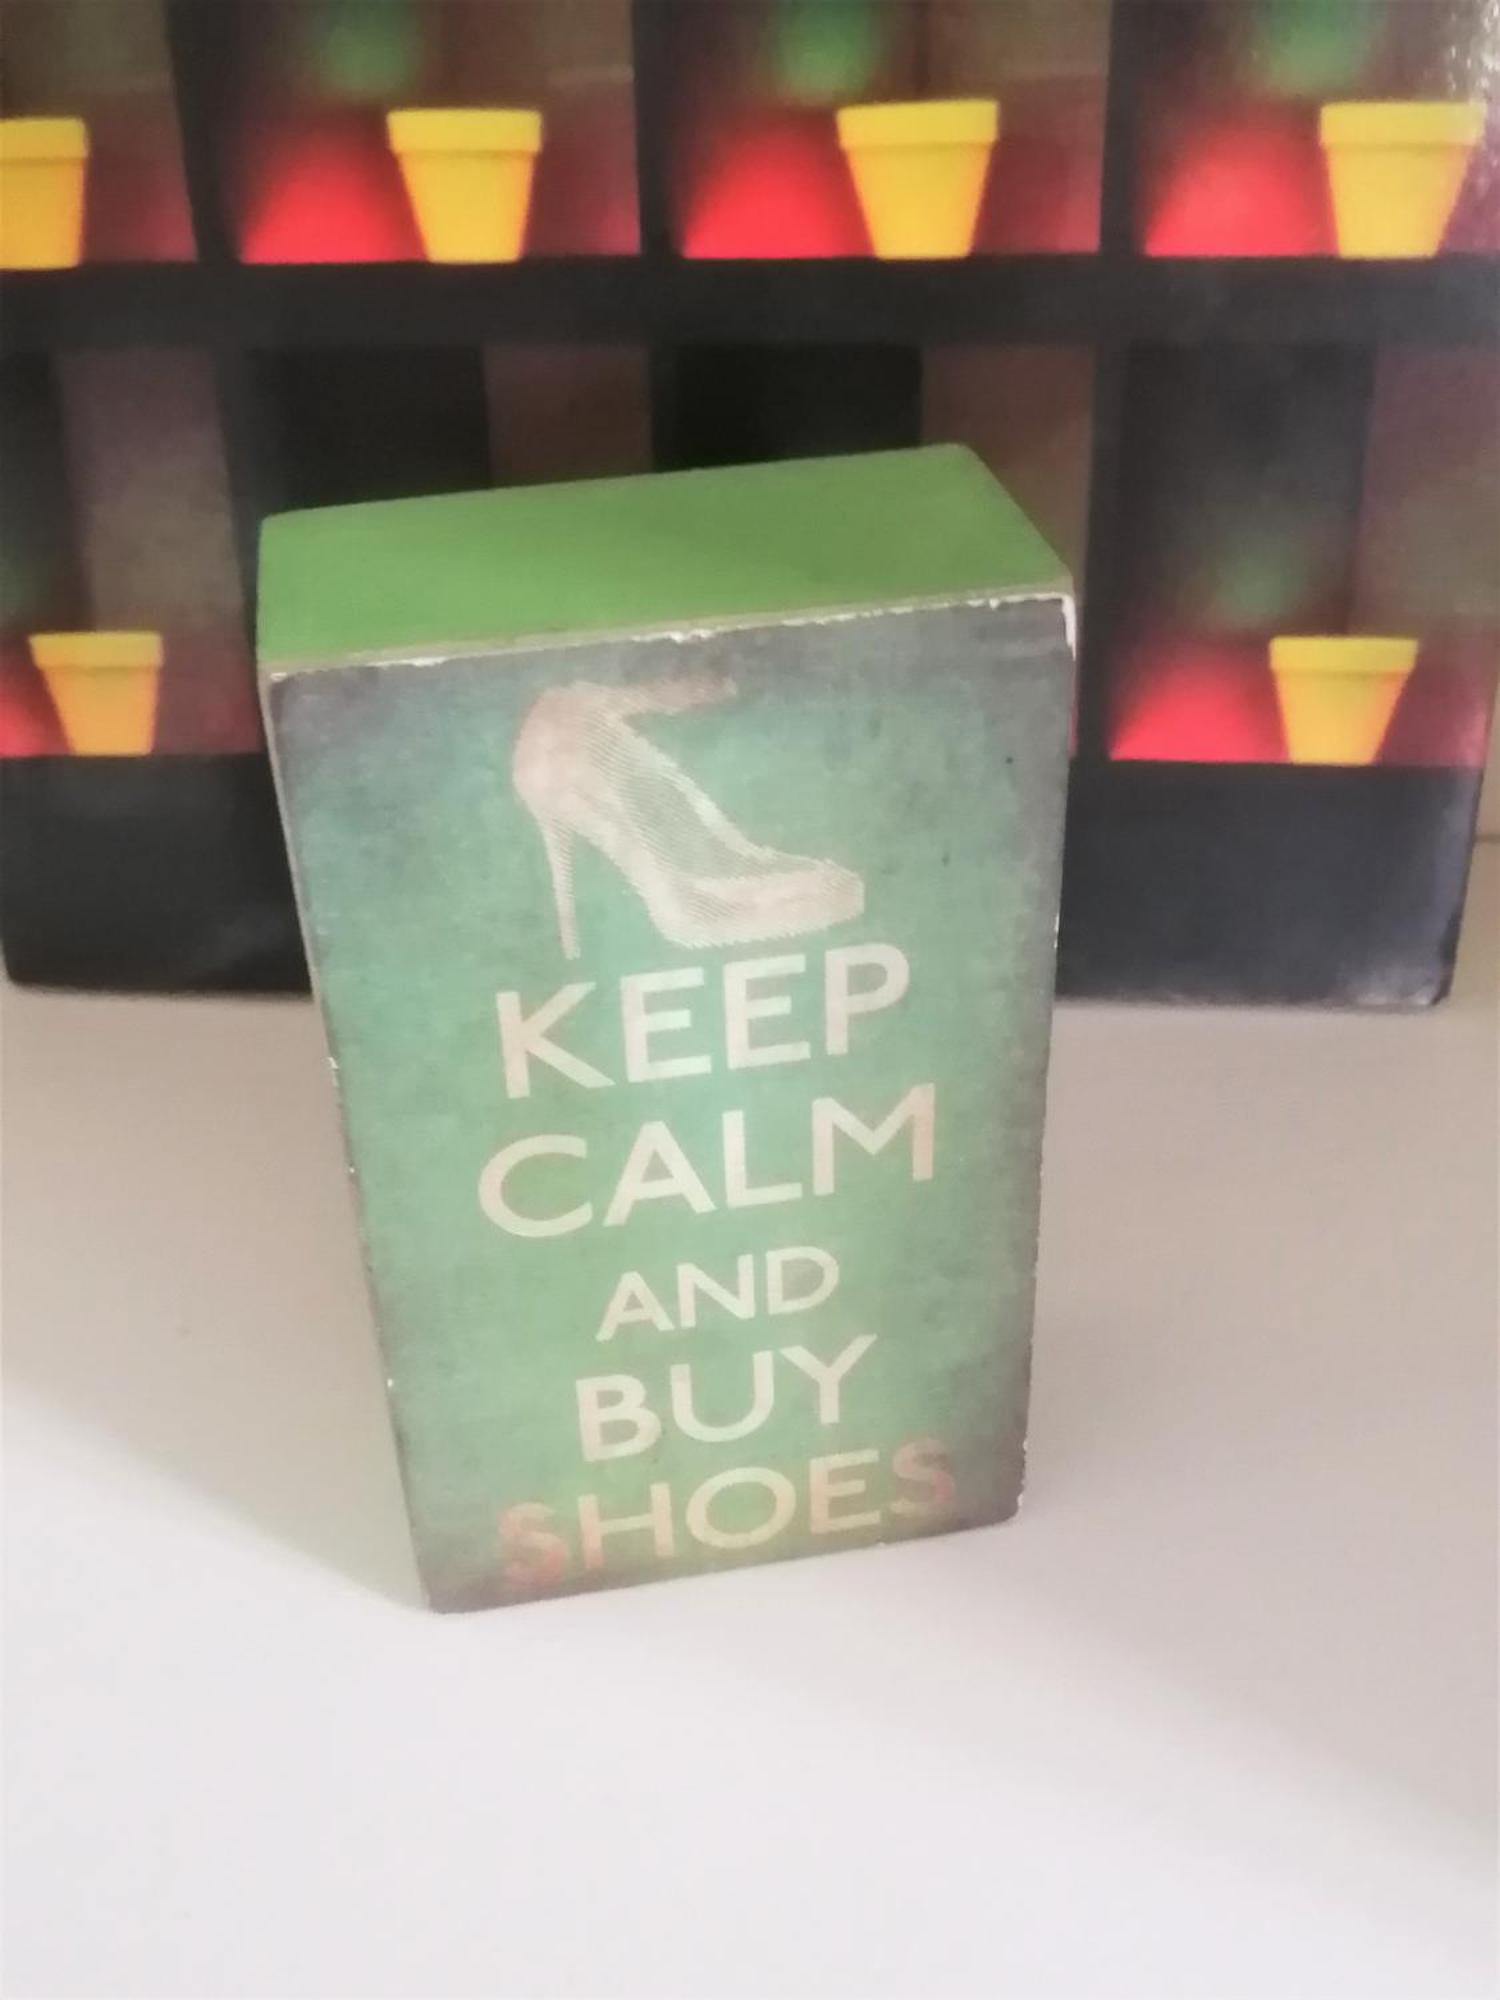 KEEP
CALM
AND
BUY
SHOES